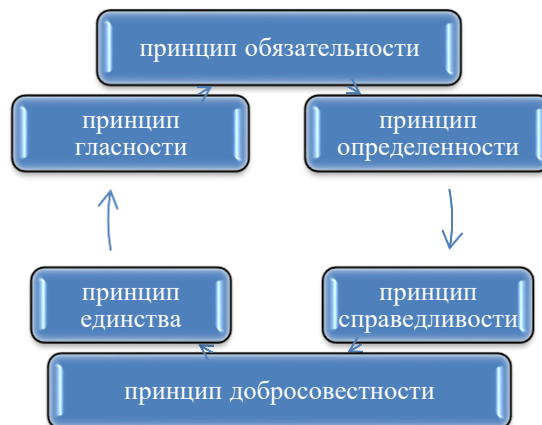 принцип обязательности
принцип
гласности
принцип
определенности
принцип
единства
принцип
справедливости
принцип добросовестности